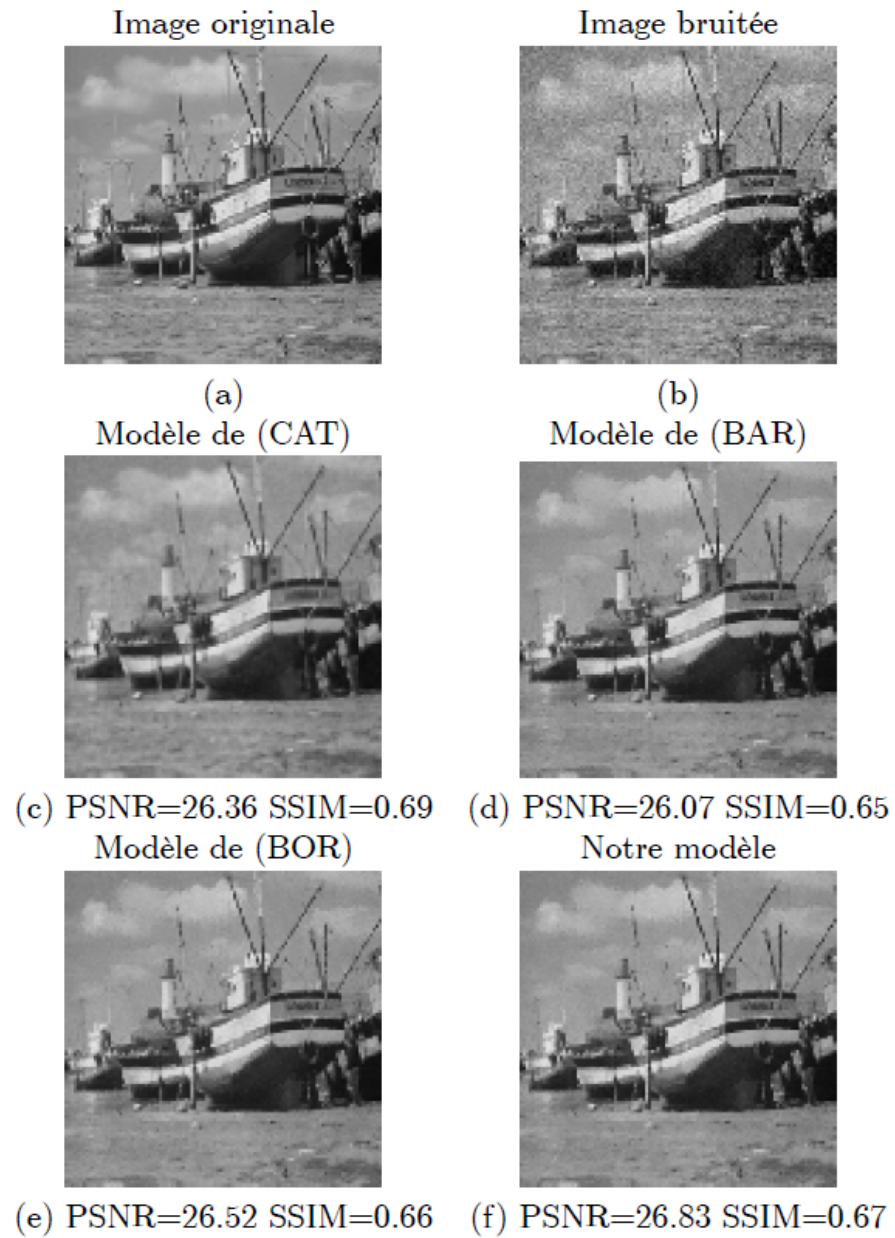 Image originale
Image bruitée
(a)
(b)
Modèle de (CAT)
Modèle de (BAR)
(c) PSNR=26.36 SSIM=0.69
(d) PSNR=26.07 SSIM=0.65
Modèle de (BOR)
Notre modèle
(e) PSNR=26.52 SSIM=0.66
(f) PSNR=26.83 SSIM=0.67